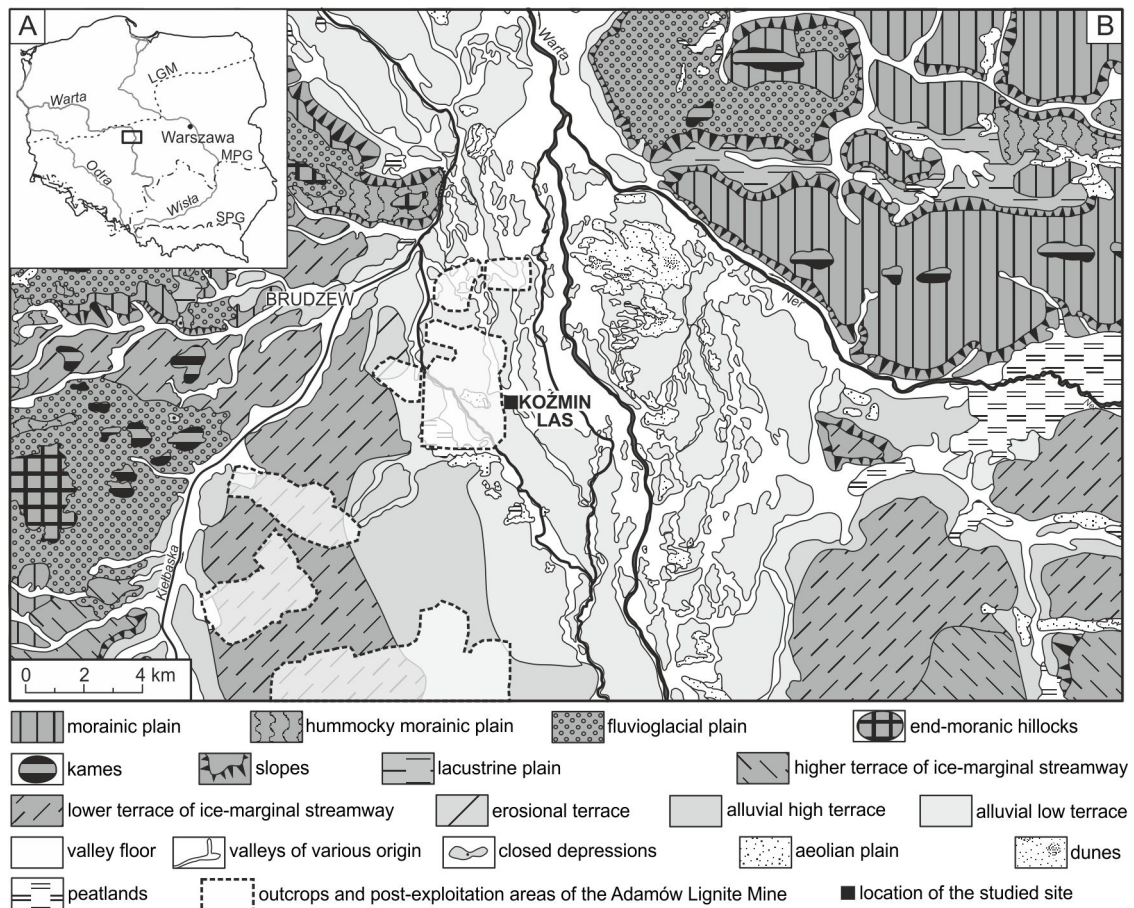 A
LGM
Warta
Warszawa
MPG
Odra
Wisła
SPG
B
Warta
Ner
BRUDZEW
KOŹMIN
LAS
Kiełbaska
0 2 4 km
morainic plain hummocky morainic plain fluvioglacial plain end-moranic hillocks
kames slopes lacustrine plain higher terrace of ice-marginal streamway
lower terrace of ice-marginal streamway erosional terrace alluvial high terrace alluvial low terrace
valley floor valleys of various origin closed depressions aeolian plain dunes
peatlands outcrops and post-exploitation areas of the Adamów Lignite Mine location of the studied site